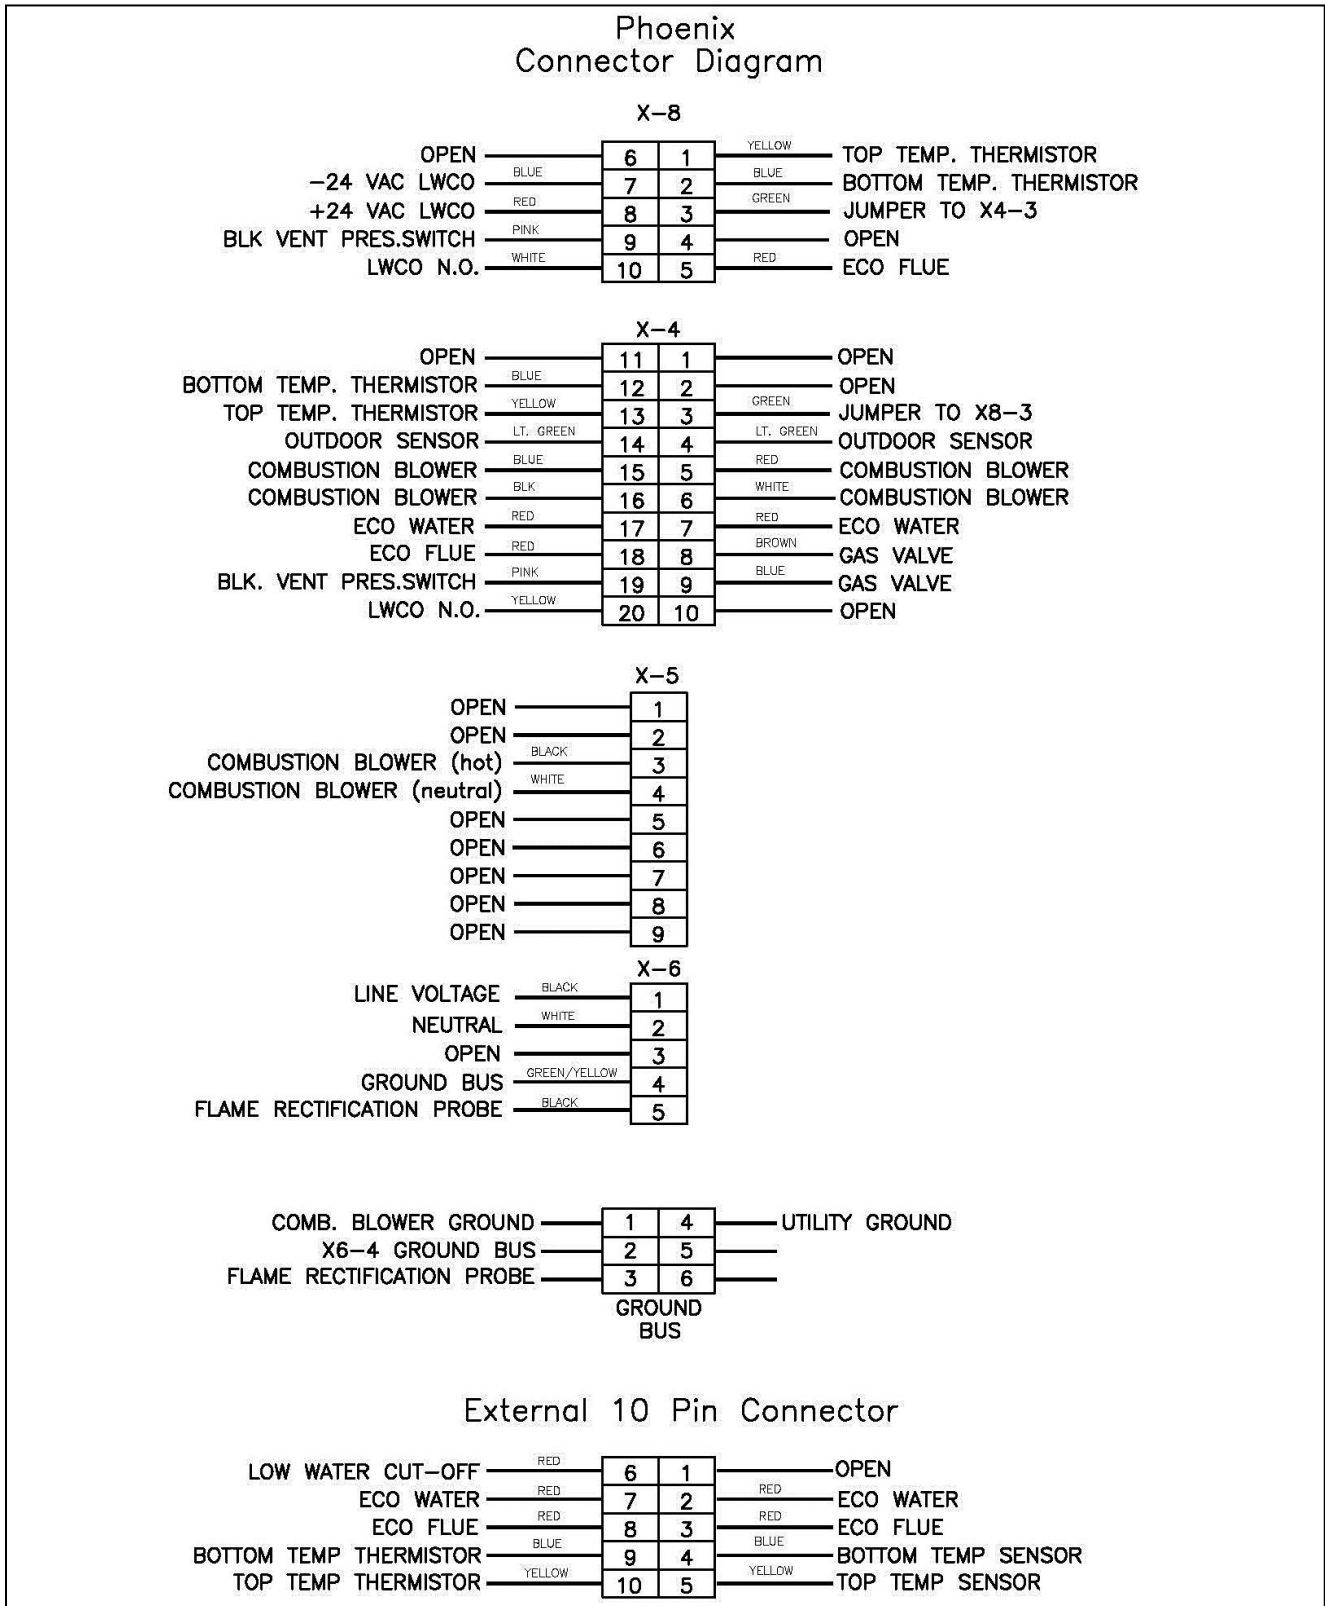 Phoenix
Connector Diagram
X-8
OPEN 6 1 YELLOW TOP TEMP. THERMISTOR
-24 VAC LWCO BLUE 7 2 BLUE BOTTOM TEMP. THERMISTOR
+24 VAC LWCO RED 8 3 GREEN JUMPER TO X4-3
BLK VENT PRES.SWITCH PINK 9 4 OPEN
LWCO N.O. WHITE 10 5 RED ECO FLUE
X-4
OPEN 11 1 OPEN
BOTTOM TEMP. THERMISTOR BLUE 12 2 OPEN
TOP TEMP. THERMISTOR YELLOW 13 3 GREEN JUMPER TO X8-3
OUTDOOR SENSOR LT. GREEN 14 4 LT. GREEN OUTDOOR SENSOR
COMBUSTION BLOWER BLUE 15 5 RED COMBUSTION BLOWER
COMBUSTION BLOWER BLK 16 6 WHITE COMBUSTION BLOWER
ECO WATER RED 17 7 RED ECO WATER
ECO FLUE RED 18 8 BROWN GAS VALVE
BLK. VENT PRES.SWITCH PINK 19 9 BLUE GAS VALVE
LWCO N.O. YELLOW 20 10 OPEN
X-5
OPEN 1
OPEN 2
COMBUSTION BLOWER (hot) BLACK 3
COMBUSTION BLOWER (neutral) WHITE 4
OPEN 5
OPEN 6
OPEN 7
OPEN 8
OPEN 9
X-6
LINE VOLTAGE BLACK 1
NEUTRAL WHITE 2
OPEN 3
GROUND BUS GREEN/YELLOW 4
FLAME RECTIFICATION PROBE BLACK 5
COMB. BLOWER GROUND 1 4 UTILITY GROUND
X6-4 GROUND BUS 2 5
FLAME RECTIFICATION PROBE 3 6
GROUND
BUS
External 10 Pin Connector
LOW WATER CUT-OFF RED 6 1 OPEN
ECO WATER RED 7 2 RED ECO WATER
ECO FLUE RED 8 3 RED ECO FLUE
BOTTOM TEMP THERMISTOR BLUE 9 4 BLUE BOTTOM TEMP SENSOR
TOP TEMP THERMISTOR YELLOW 10 5 YELLOW TOP TEMP SENSOR